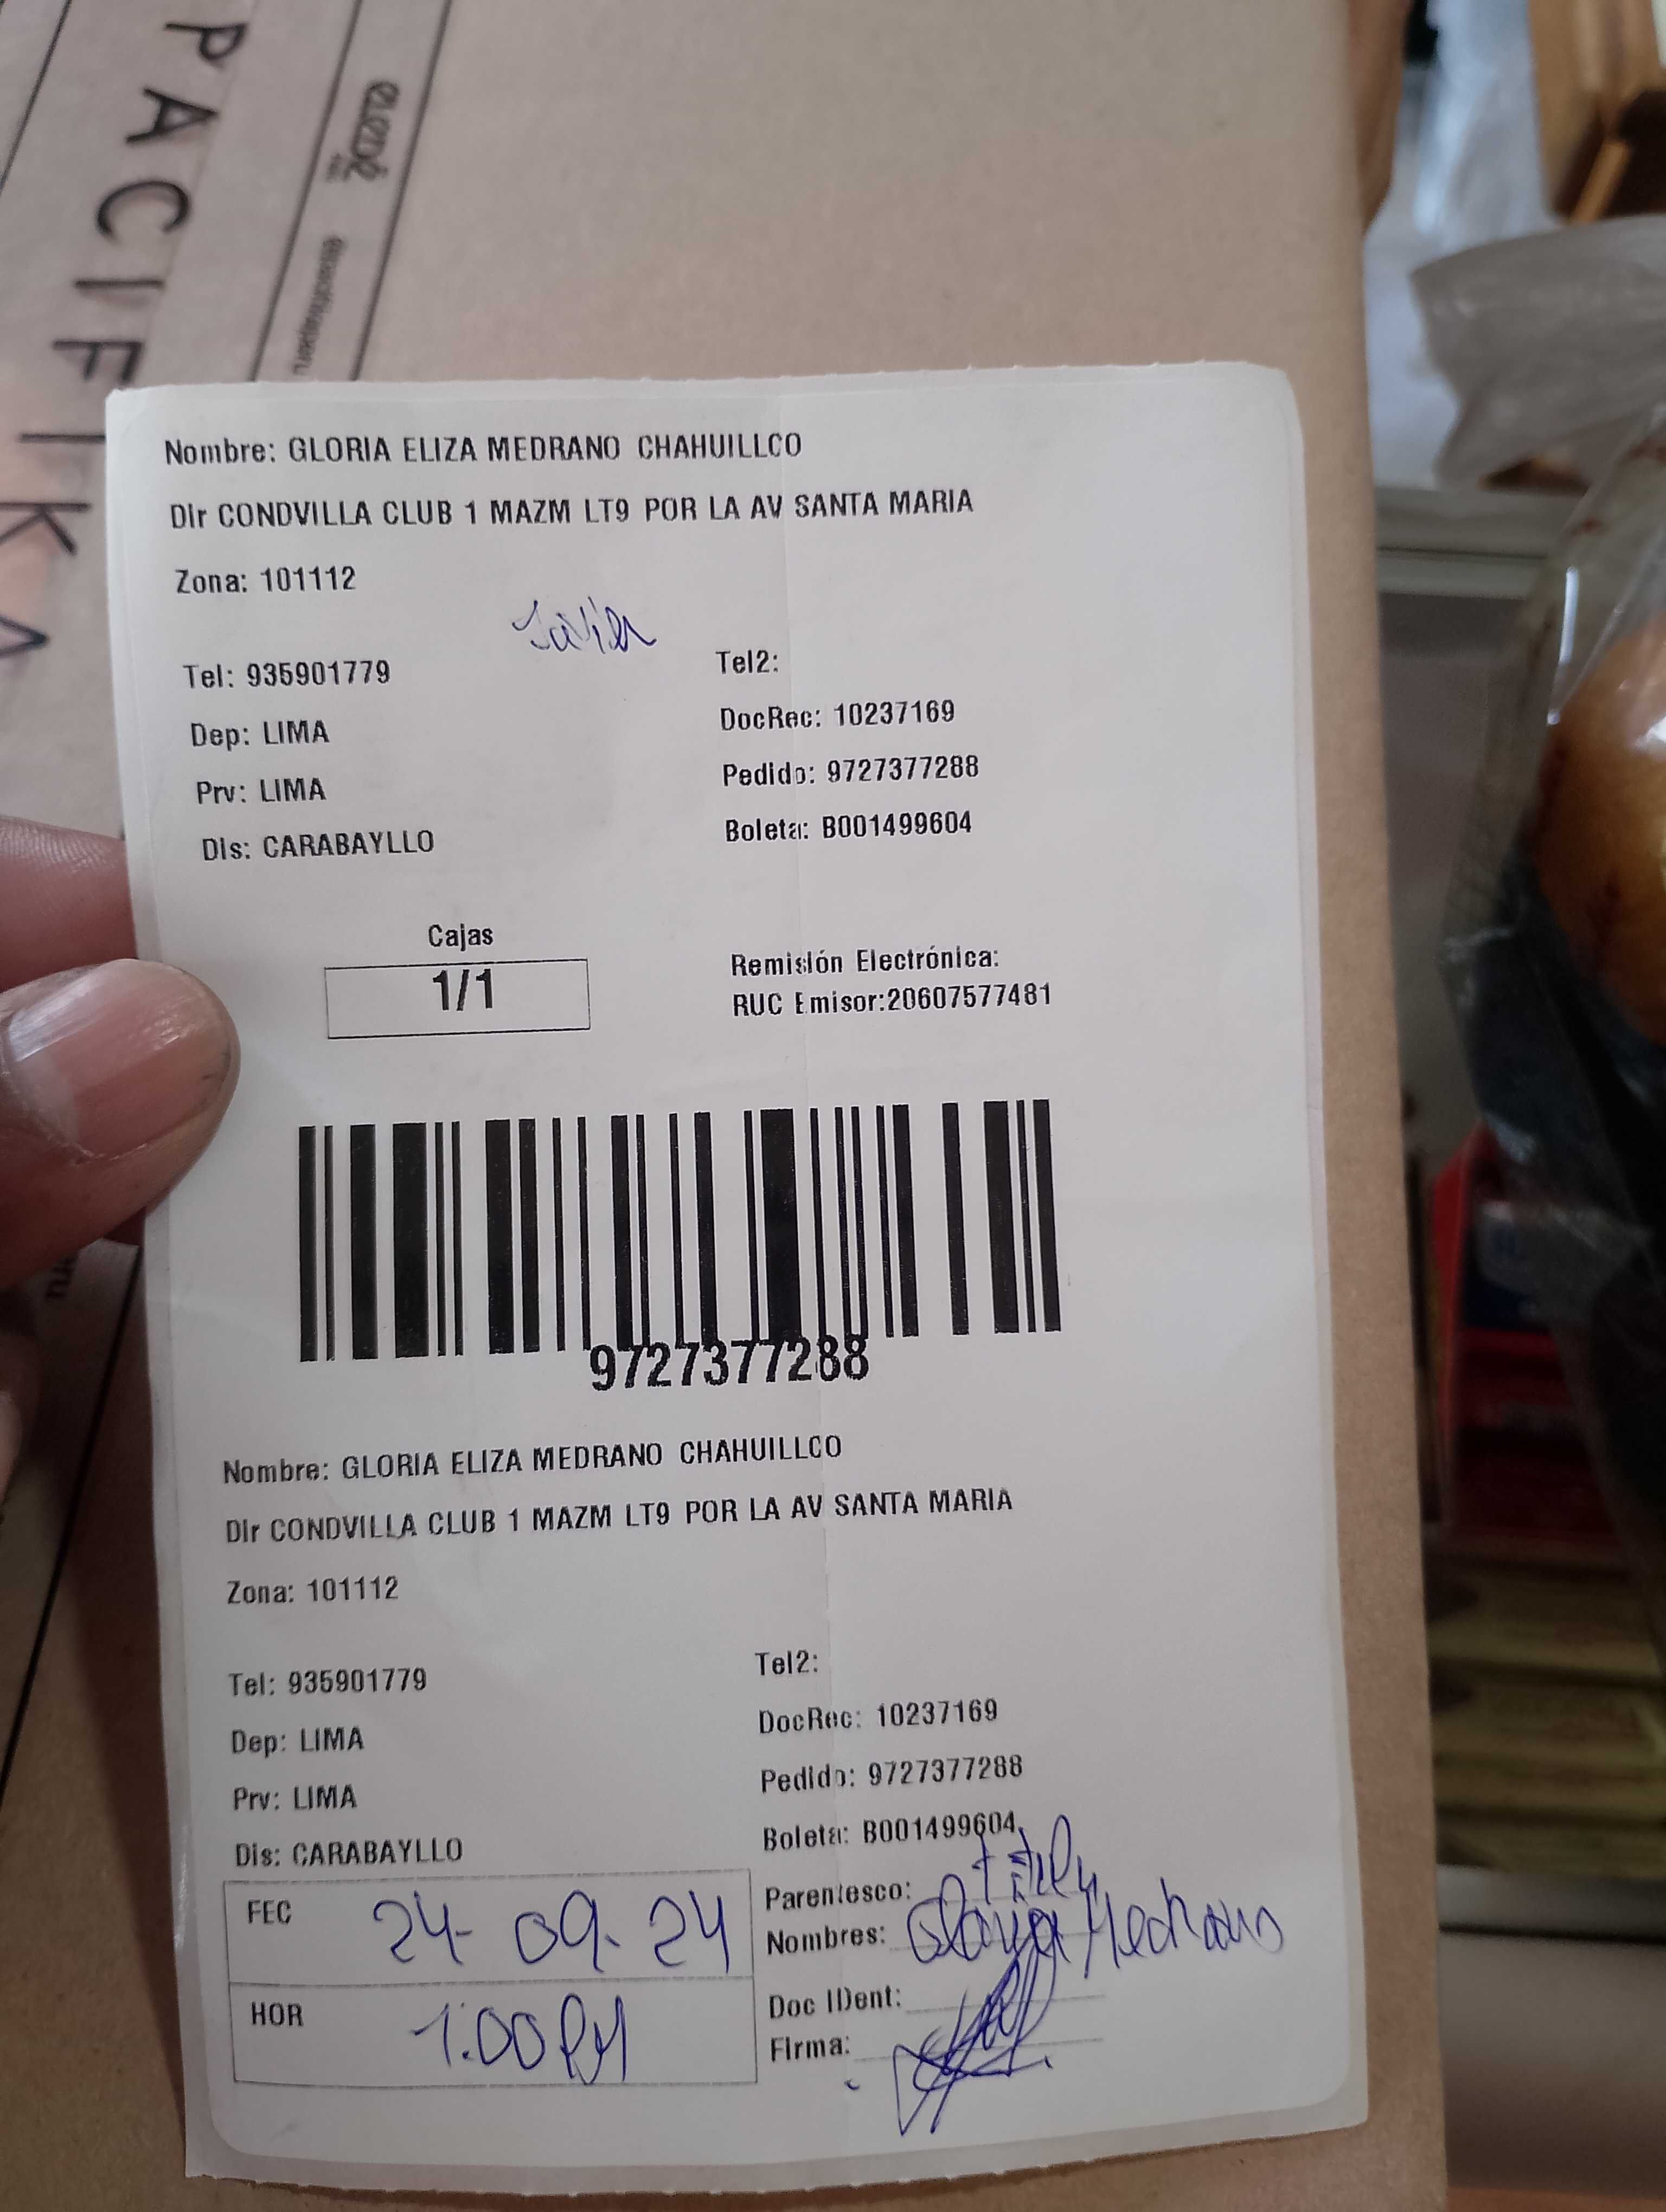 PACIFIK
Nombre: GLORIA ELIZA MEDRANO CHAHUILLCO
Dir CONDVILLA CLUB 1 MAZM LT9 POR LA AV SANTA MARIA
Zona: 101112
Javier
Tel: 935901779 Tel2:
DocRec: 10237169
Dep: LIMA
Pedido: 9727377288
Prv: LIMA
Boleta: B001499604
Dis: CARABAYLLO
Cajas
1/1
Remisión Electrónica:
RUC Emisor:20607577481
9727377288
Nombre: GLORIA ELIZA MEDRANO CHAHUILLCO
Dir CONDVILLA CLUB 1 MAZM LT9 POR LA AV SANTA MARIA
Zona: 101112
Tel: 935901779 Tel2:
DocRec: 10237169
Dep: LIMA
Pedido: 9727377288
Prv: LIMA
Boleta: B001499604
Dis: CARABAYLLO
FEC 24-09-24
HOR 1:00 PM
Parentesco:
Nombres: Gloria Medrano
Doc IDent:
Firma: